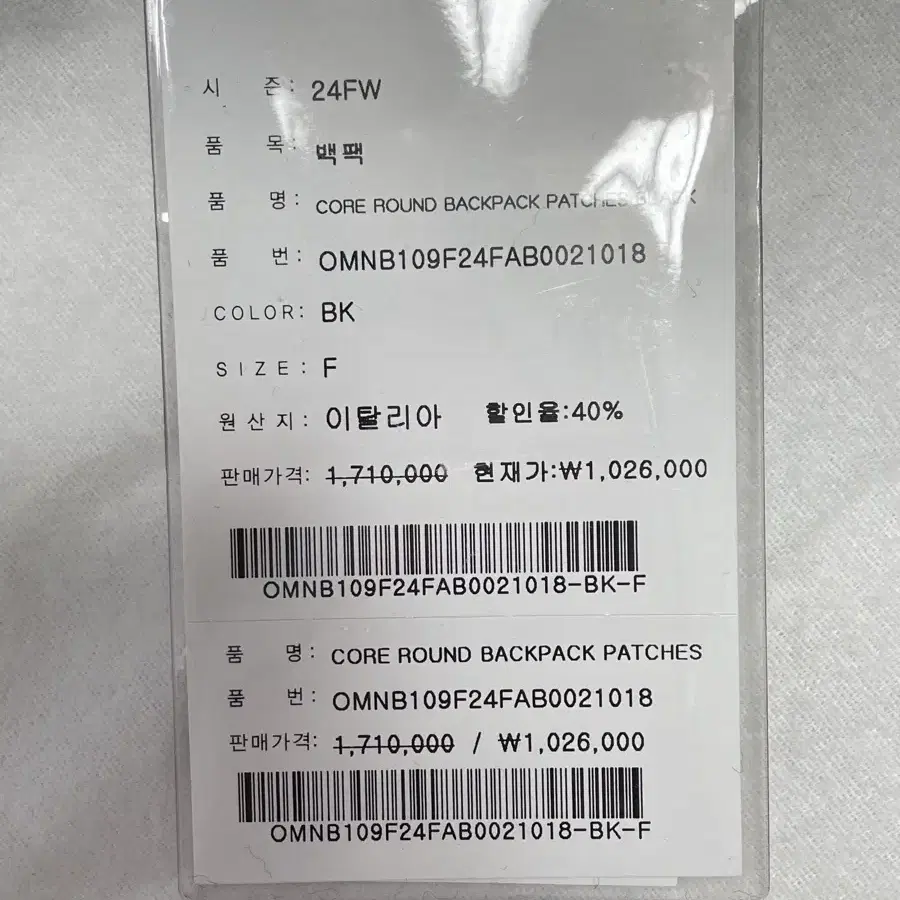 시 즌: 24FW
품 목: 백팩
품 명: CORE ROUND BACKPACK PATCHES BLACK
품 번: OMNB109F24FAB0021018
COLOR: BK
SIZE: F
원산지: 이탈리아 할인율:40%
판매가격: 1,710,000 현재가:₩1,026,000
OMNB109F24FAB0021018-BK-F
품 명: CORE ROUND BACKPACK PATCHES
품 번: OMNB109F24FAB0021018
판매가격: 1,710,000 / ₩1,026,000
OMNB109F24FAB0021018-BK-F